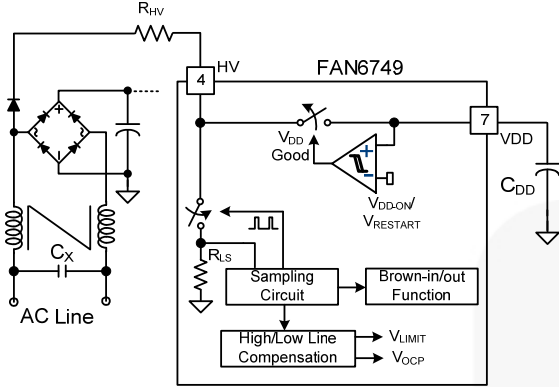 RHV
4
HV
FAN6749
VDD
Good
+
-
7
VDD
CDD
VDD-ON/
VRESTART
+
-
RLS
CX
AC Line
Sampling
Circuit
Brown-in/out
Function
High/Low Line
Compensation
VLIMIT
VOCP